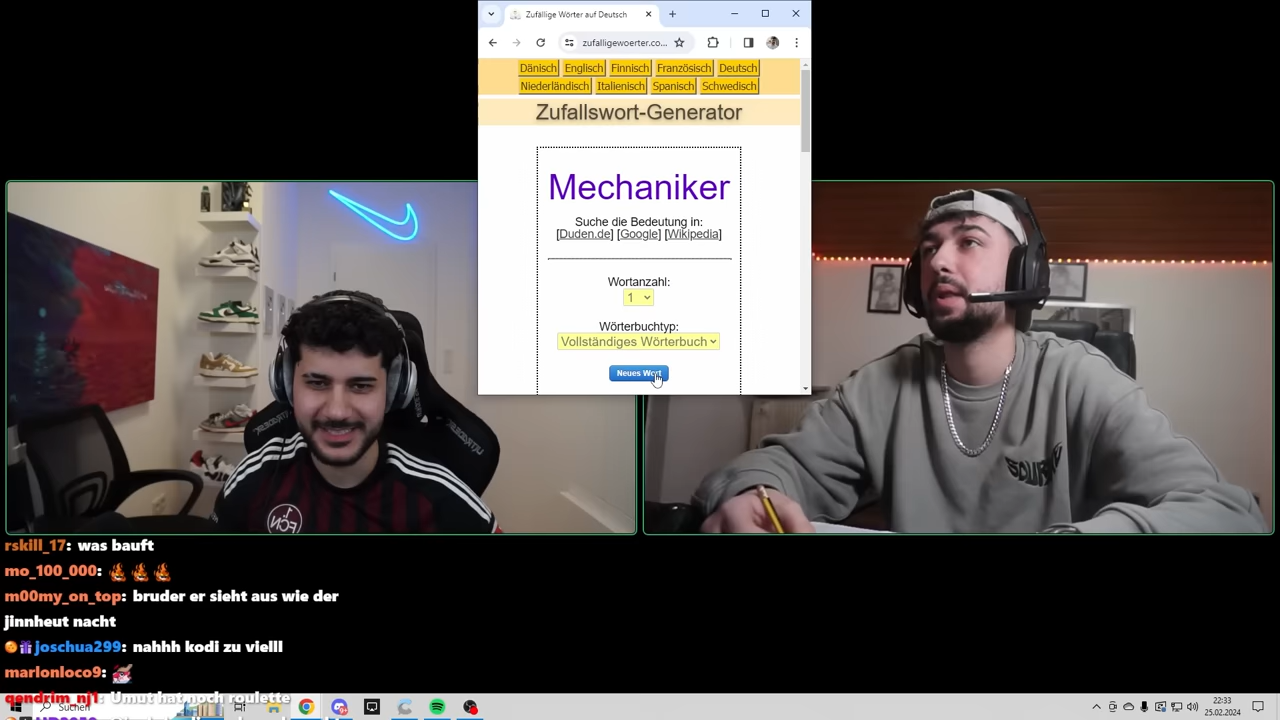 Zufällige Wörter auf Deutsch
zufalligewoerter.co...
Dänisch Englisch Finnisch Französisch Deutsch
Niederländisch Italienisch Spanisch Schwedisch
Zufallswort-Generator
Mechaniker
Suche die Bedeutung in:
[Duden.de] [Google] [Wikipedia]
Wortanzahl:
1
Wörterbuchtyp:
Vollständiges Wörterbuch
Neues Wort
rskill_17: was bauft
mo_100_000:
m00my_on_top: bruder er sieht aus wie der
jinnheut nacht
joschua299: nahhh kodi zu vielll
marlonloco9:
qendrim_nj1: Umut hat noch roulette
Suchen
22:33
25.02.2024